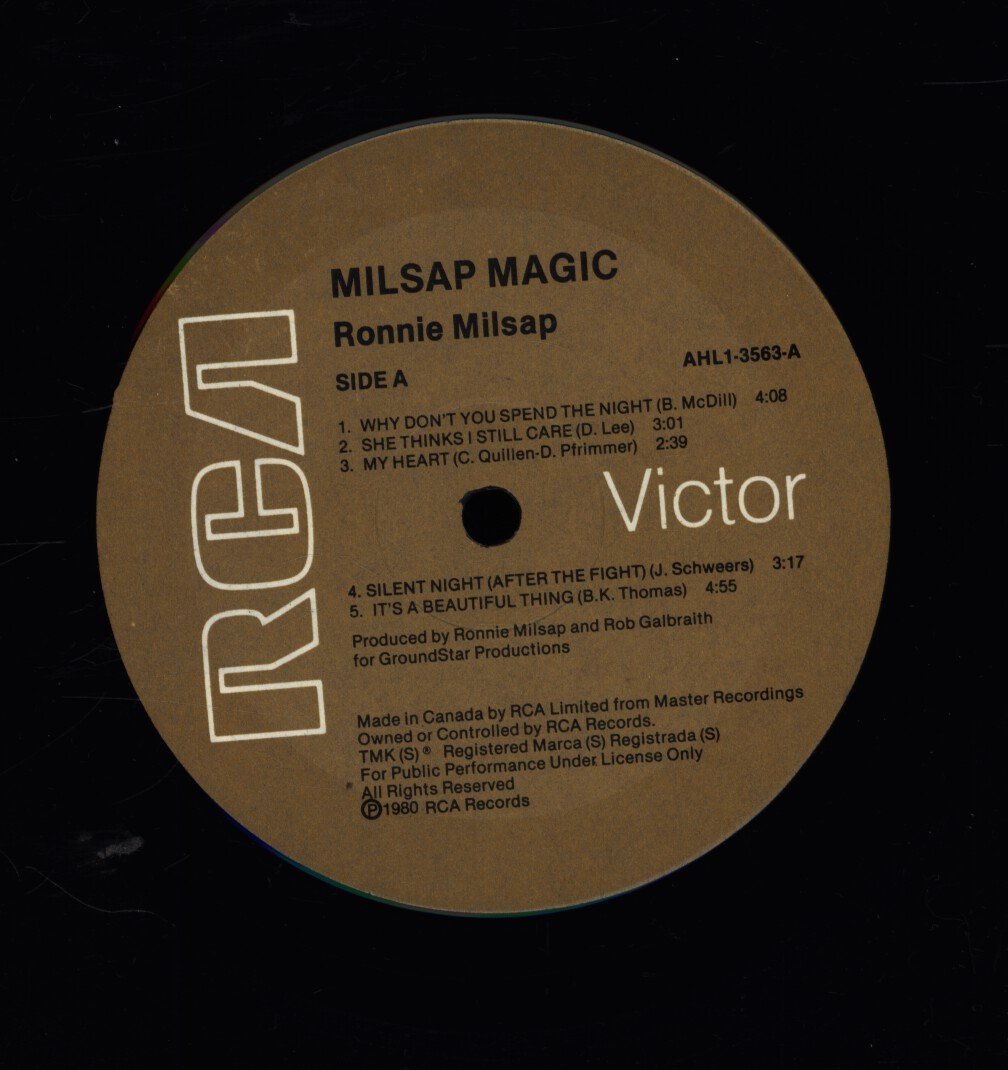 MILSAP MAGIC
Ronnie Milsap
SIDE A
AHL1-3563-A
1. WHY DON'T YOU SPEND THE NIGHT (B. McDill) 4:08
2. SHE THINKS I STILL CARE (D. Lee) 3:01
3. MY HEART (C. Quillen-D. Pfrimmer) 2:39
RCA
Victor
4. SILENT NIGHT (AFTER THE FIGHT) (J. Schweers) 3:17
5. IT'S A BEAUTIFUL THING (B.K. Thomas) 4:55
Produced by Ronnie Milsap and Rob Galbraith
for GroundStar Productions
Made in Canada by RCA Limited from Master Recordings
Owned or Controlled by RCA Records.
TMK (S) ® Registered Marca (S) Registrada (S)
For Public Performance Under License Only
All Rights Reserved
℗1980 RCA Records